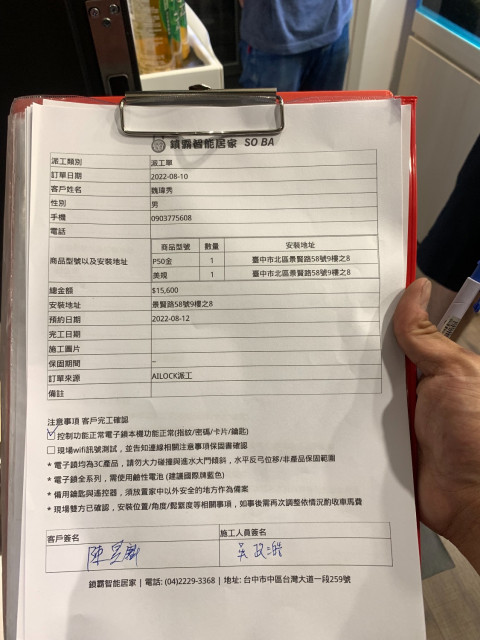 鎖霸智能居家 SO BA
派工類別 派工單
訂單日期 2022-08-10
客戶姓名 魏瑋秀
性別 男
手機 0903775608
電話
商品型號以及安裝地址
商品型號 數量 安裝地址
P50金 1 臺中市北區景賢路58號9樓之8
美規 1 臺中市北區景賢路58號9樓之8
總金額 $15,600
安裝地址 景賢路58號9樓之8
預約日期 2022-08-12
完工日期
施工圖片
保固期間 --
訂單來源 AILOCK派工
備註
注意事項 客戶完工確認
控制功能正常電子鎖本機功能正常(指紋/密碼/卡片/鑰匙)
現場wifi訊號測試，並告知連線相關注意事項保固書確認
* 電子鎖均為3C產品，請勿大力碰撞與進水大門傾斜，水平反弓位移/非產品保固範圍
* 電子鎖全系列，需使用鹼性電池 (建議國際牌藍色)
* 備用鑰匙與遙控器，須放置家中以外安全的地方作為備案
* 現場雙方已確認，安裝位置/角度/鬆緊度等相關事項，如事後需再次調整依情況酌收車馬費
客戶簽名 施工人員簽名
吳政澔
鎖霸智能居家 | 電話: (04)2229-3368 | 地址: 台中市中區台灣大道一段259號